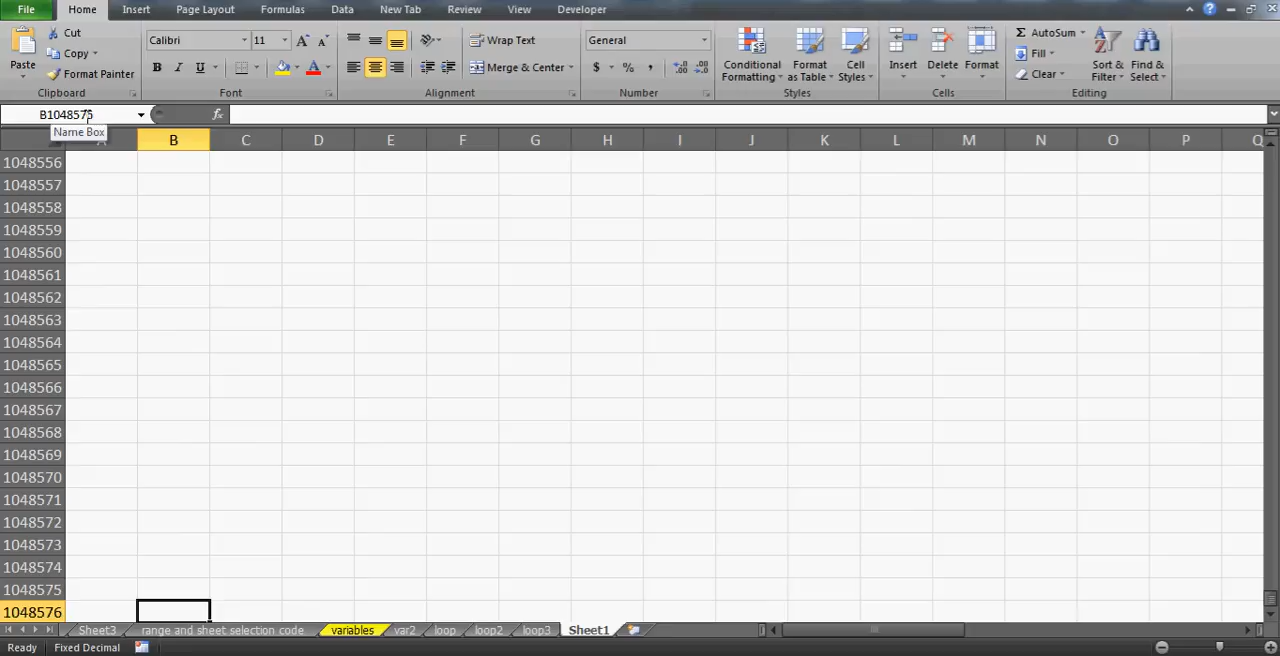 File Home Insert Page Layout Formulas Data New Tab Review View Developer
Cut
Copy
Format Painter
Paste
Clipboard
Calibri 11
B I U A
Font
Wrap Text
Merge & Center
Alignment
General
$ % ,
Number
Conditional Formatting
Format as Table
Cell Styles
Styles
Insert Delete Format
Cells
Σ AutoSum
Fill
Clear
Sort & Filter
Find & Select
Editing
fx
Name Box
B C D E F G H I J K L M N O P Q
1048556
1048557
1048558
1048559
1048560
1048561
1048562
1048563
1048564
1048565
1048566
1048567
1048568
1048569
1048570
1048571
1048572
1048573
1048574
1048575
1048576
Sheet3 range and sheet selection code variables var2 loop loop2 loop3 Sheet1
Ready Fixed Decimal